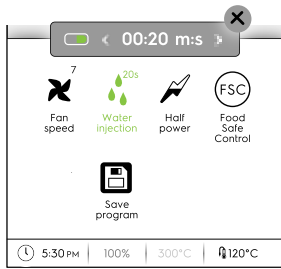 00:20 m:s
7
20s
FSC
Fan speed
Water injection
Half power
Food Safe Control
Save program
5:30 PM 100% 300°C 120°C